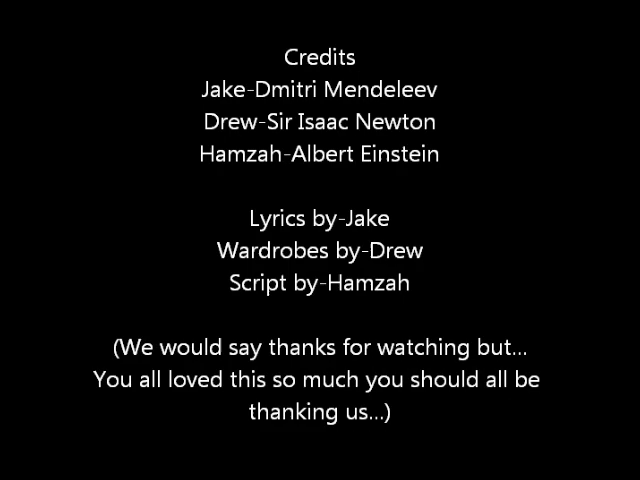 Credits
Jake-Dmitri Mendeleev
Drew-Sir Isaac Newton
Hamzah-Albert Einstein
Lyrics by-Jake
Wardrobes by-Drew
Script by-Hamzah
(We would say thanks for watching but...
You all loved this so much you should all be
thanking us...)